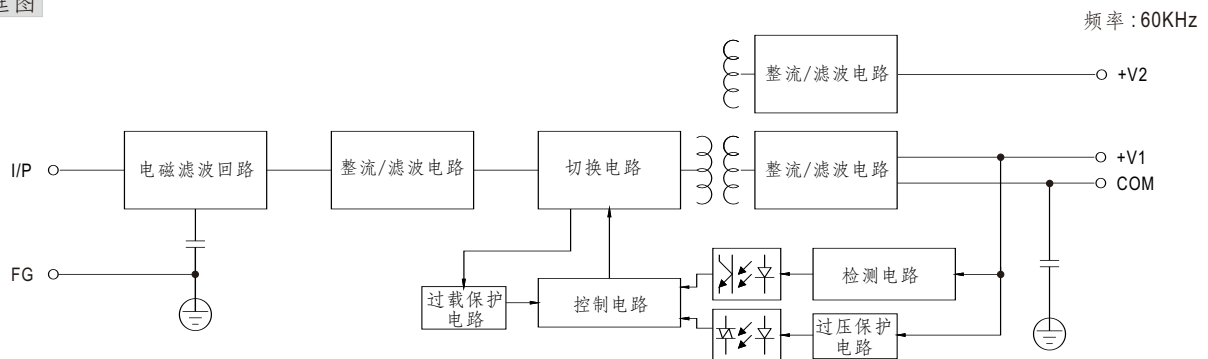 框图
频率:60KHz
整流/滤波电路
+V2
I/P
电磁滤波回路
整流/滤波电路
切换电路
整流/滤波电路
+V1
COM
FG
过载保护
电路
控制电路
检测电路
过压保护
电路